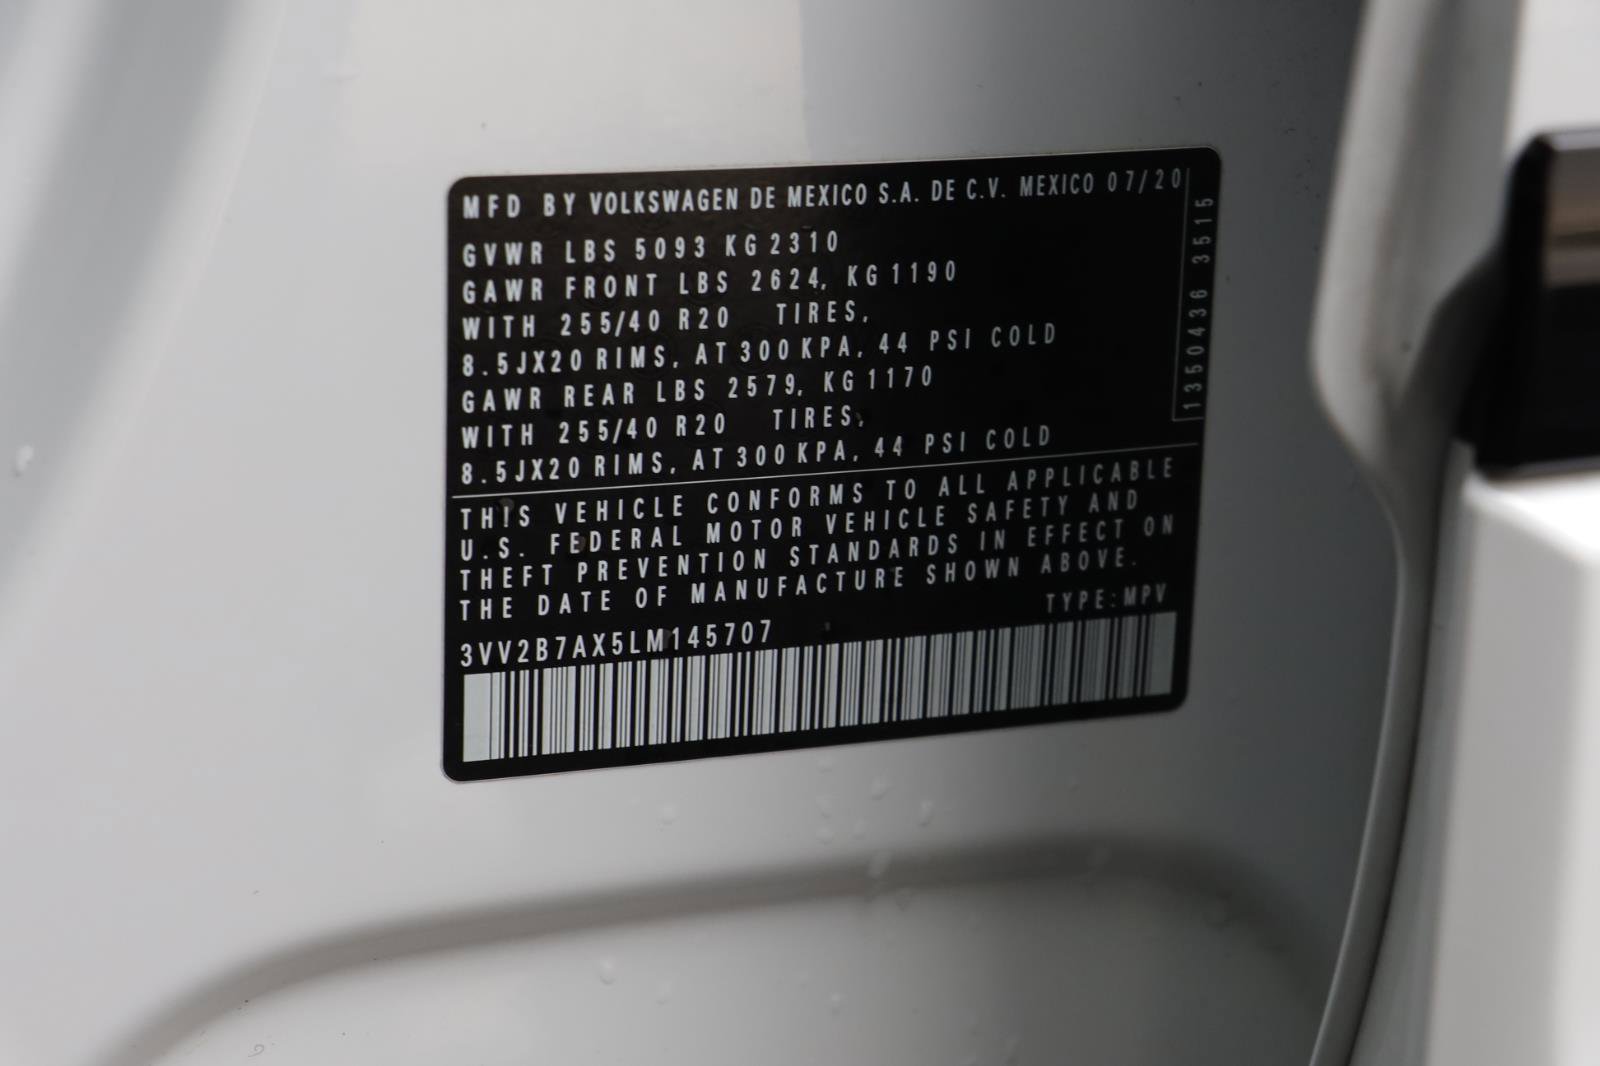 MFD BY VOLKSWAGEN DE MEXICO S.A. DE C.V. MEXICO 07/20
GVWR LBS 5093 KG 2310
GAWR FRONT LBS 2624, KG 1190
WITH 255/40 R20 TIRES,
8.5JX20 RIMS, AT 300 KPA, 44 PSI COLD
GAWR REAR LBS 2579, KG 1170
WITH 255/40 R20 TIRES,
8.5JX20 RIMS, AT 300 KPA, 44 PSI COLD
1350436 3515
THIS VEHICLE CONFORMS TO ALL APPLICABLE
U.S. FEDERAL MOTOR VEHICLE SAFETY AND
THEFT PREVENTION STANDARDS IN EFFECT ON
THE DATE OF MANUFACTURE SHOWN ABOVE.
TYPE:MPV
3VV2B7AX5LM145707